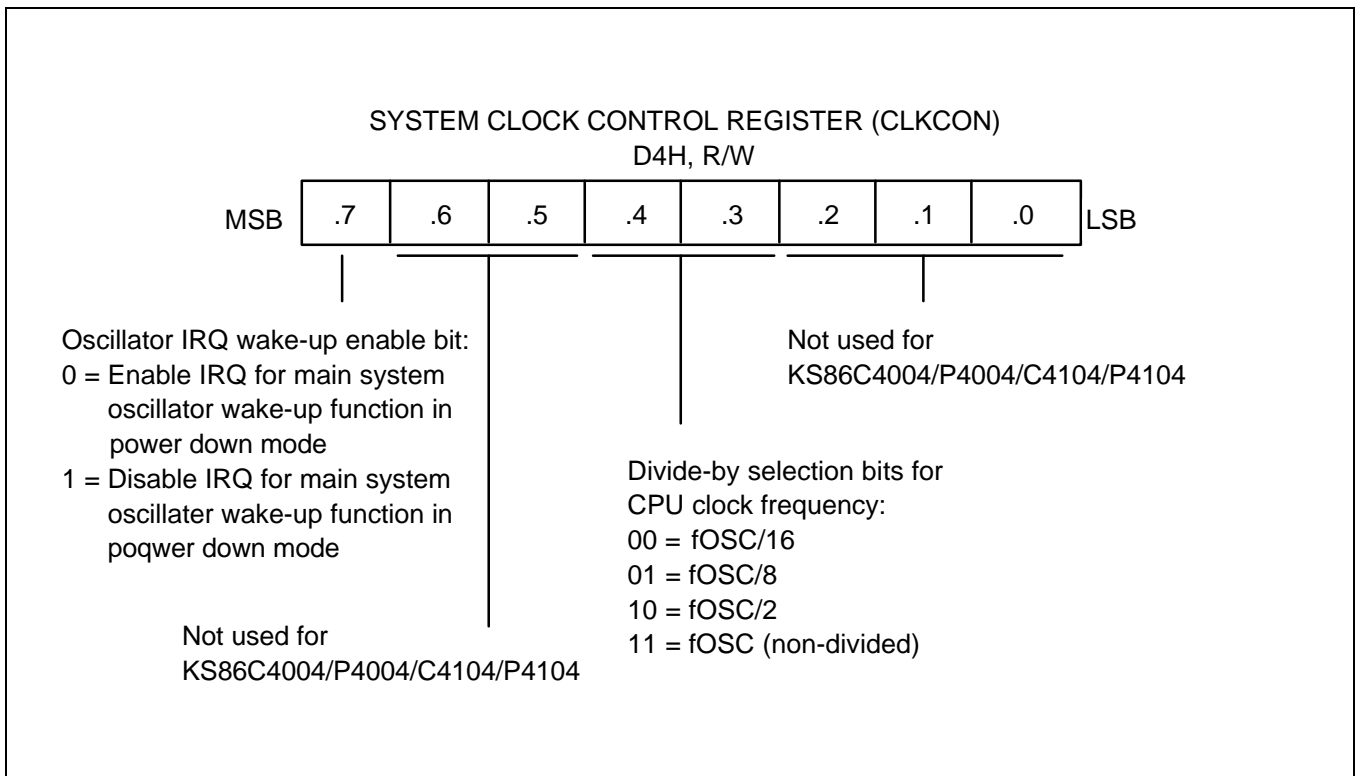 SYSTEM CLOCK CONTROL REGISTER (CLKCON)
D4H, R/W
MSB .7 .6 .5 .4 .3 .2 .1 .0 LSB
Oscillator IRQ wake-up enable bit:
0 = Enable IRQ for main system
oscillator wake-up function in
power down mode
1 = Disable IRQ for main system
oscillater wake-up function in
poqwer down mode
Not used for
KS86C4004/P4004/C4104/P4104
Divide-by selection bits for
CPU clock frequency:
00 = fOSC/16
01 = fOSC/8
10 = fOSC/2
11 = fOSC (non-divided)
Not used for
KS86C4004/P4004/C4104/P4104